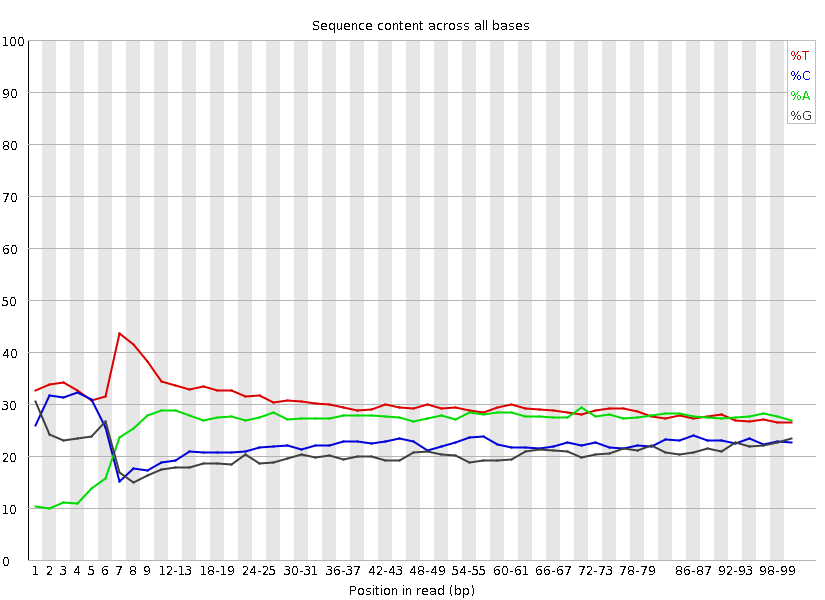 Sequence content across all bases
100
90
80
70
60
50
40
30
20
10
0
%T
%C
%A
%G
1 2 3 4 5 6 7 8 9 12-13 18-19 24-25 30-31 36-37 42-43 48-49 54-55 60-61 66-67 72-73 78-79 86-87 92-93 98-99
Position in read (bp)